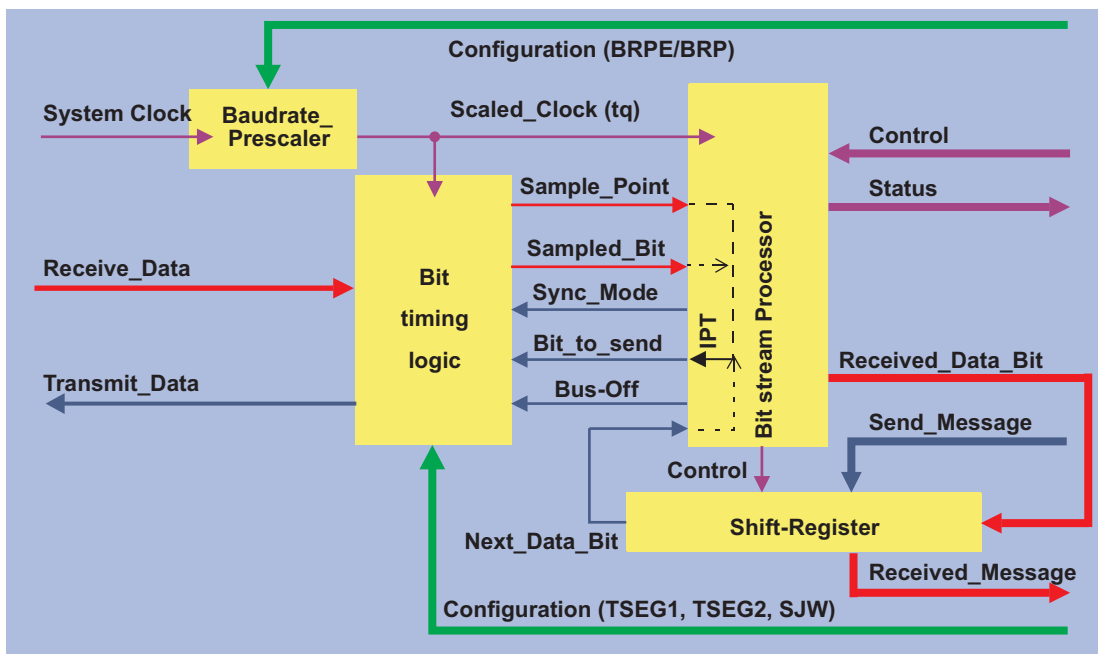 Configuration (BRPE/BRP)
System Clock
Baudrate_
Prescaler
Scaled_Clock (tq)
Control
Status
Sample_Point
Sampled_Bit
Receive_Data
Bit
timing
logic
Sync_Mode
Bit_to_send
IPT
Bit stream Processor
Transmit_Data
Bus-Off
Received_Data_Bit
Send_Message
Control
Shift-Register
Next_Data_Bit
Received_Message
Configuration (TSEG1, TSEG2, SJW)